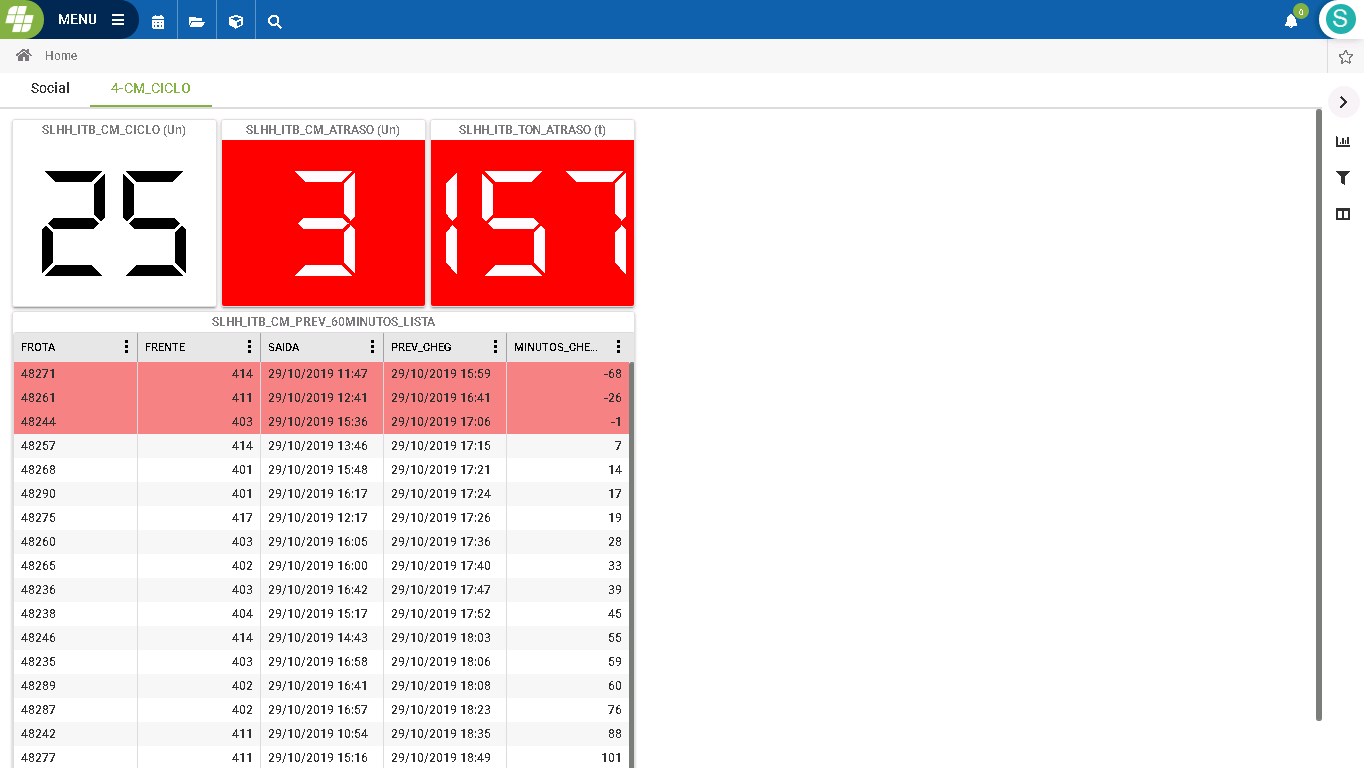 MENU
0
S
Home
Social 4-CM_CICLO
SLHH_ITB_CM_CICLO (Un) SLHH_ITB_CM_ATRASO (Un) SLHH_ITB_TON_ATRASO (t)
25 3 157
SLHH_ITB_CM_PREV_60MINUTOS_LISTA
FROTA FRENTE SAIDA PREV_CHEG MINUTOS_CHE...
48271 414 29/10/2019 11:47 29/10/2019 15:59 -68
48261 411 29/10/2019 12:41 29/10/2019 16:41 -26
48244 403 29/10/2019 15:36 29/10/2019 17:06 -1
48257 414 29/10/2019 13:46 29/10/2019 17:15 7
48268 401 29/10/2019 15:48 29/10/2019 17:21 14
48290 401 29/10/2019 16:17 29/10/2019 17:24 17
48275 417 29/10/2019 12:17 29/10/2019 17:26 19
48260 403 29/10/2019 16:05 29/10/2019 17:36 28
48265 402 29/10/2019 16:00 29/10/2019 17:40 33
48236 403 29/10/2019 16:42 29/10/2019 17:47 39
48238 404 29/10/2019 15:17 29/10/2019 17:52 45
48246 414 29/10/2019 14:43 29/10/2019 18:03 55
48235 403 29/10/2019 16:58 29/10/2019 18:06 59
48289 402 29/10/2019 16:41 29/10/2019 18:08 60
48287 402 29/10/2019 16:57 29/10/2019 18:23 76
48242 411 29/10/2019 10:54 29/10/2019 18:35 88
48277 411 29/10/2019 15:16 29/10/2019 18:49 101